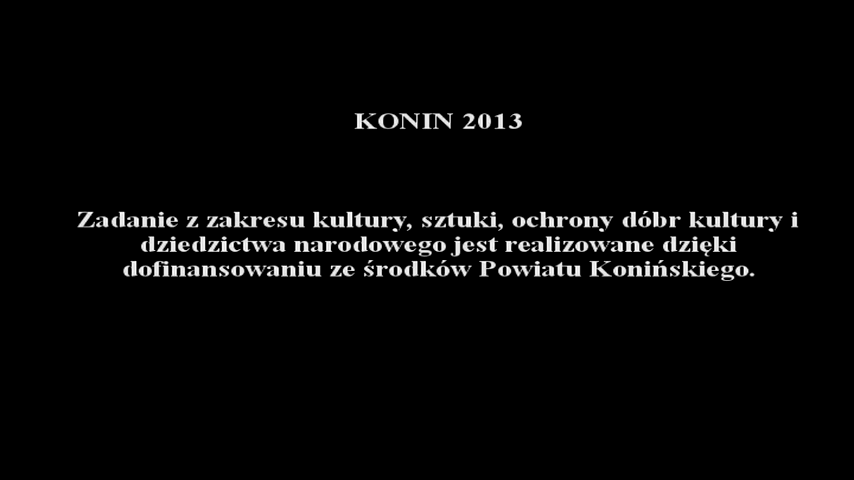 KONIN 2013
Zadanie z zakresu kultury, sztuki, ochrony dóbr kultury i
dziedzictwa narodowego jest realizowane dzięki
dofinansowaniu ze środków Powiatu Konińskiego.